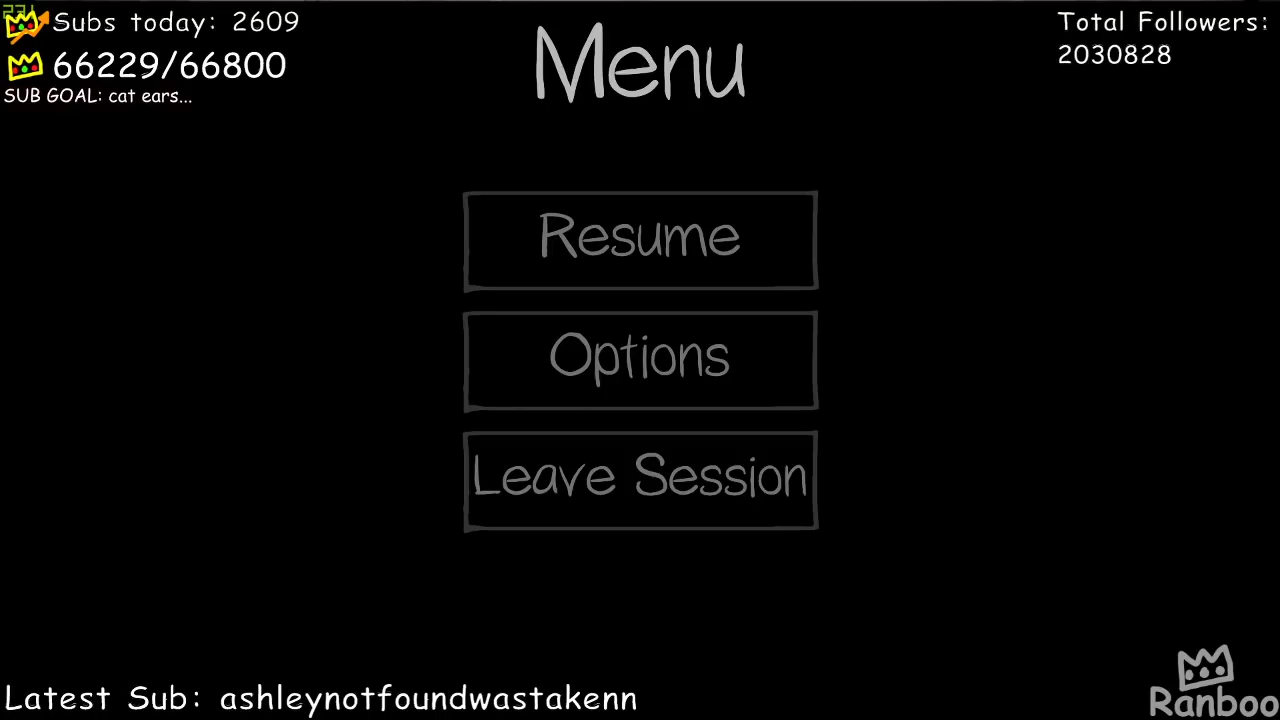 Subs today: 2609
66229/66800
SUB GOAL: cat ears...
Total Followers:
2030828
Menu
Resume
Options
Leave Session
Latest Sub: ashleynotfoundwastakenn
Ranboo